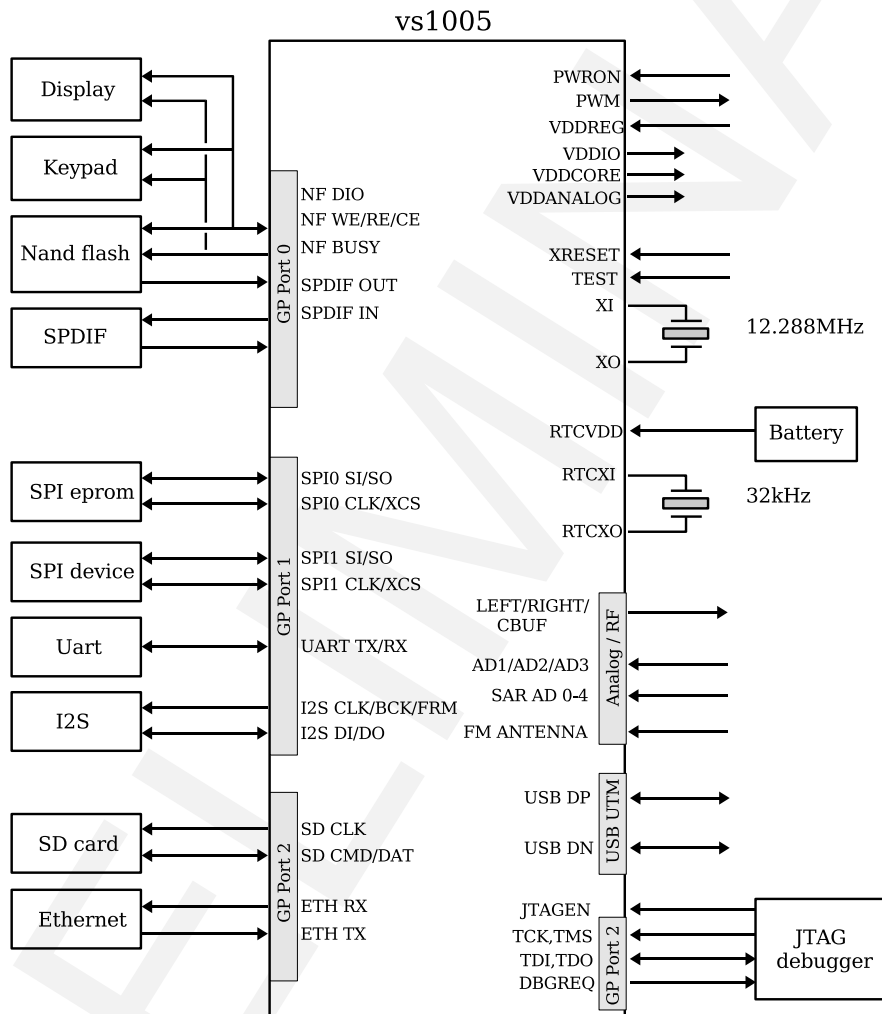 vs1005
Display
Keypad
Nand flash
SPDIF
GP Port 0
NF DIO
NF WE/RE/CE
NF BUSY
SPDIF OUT
SPDIF IN
SPI eprom
SPI device
Uart
I2S
GP Port 1
SPI0 SI/SO
SPI0 CLK/XCS
SPI1 SI/SO
SPI1 CLK/XCS
UART TX/RX
I2S CLK/BCK/FRM
I2S DI/DO
SD card
Ethernet
GP Port 2
SD CLK
SD CMD/DAT
ETH RX
ETH TX
PWRON
PWM
VDDREG
VDDIO
VDDCORE
VDDANALOG
XRESET
TEST
XI
XO
12.288MHz
RTCVDD
Battery
RTCXI
RTCXO
32kHz
LEFT/RIGHT/
CBUF
AD1/AD2/AD3
SAR AD 0-4
FM ANTENNA
Analog / RF
USB DP
USB DN
USB UTM
JTAGEN
TCK,TMS
TDI,TDO
DBGREQ
GP Port 2
JTAG
debugger